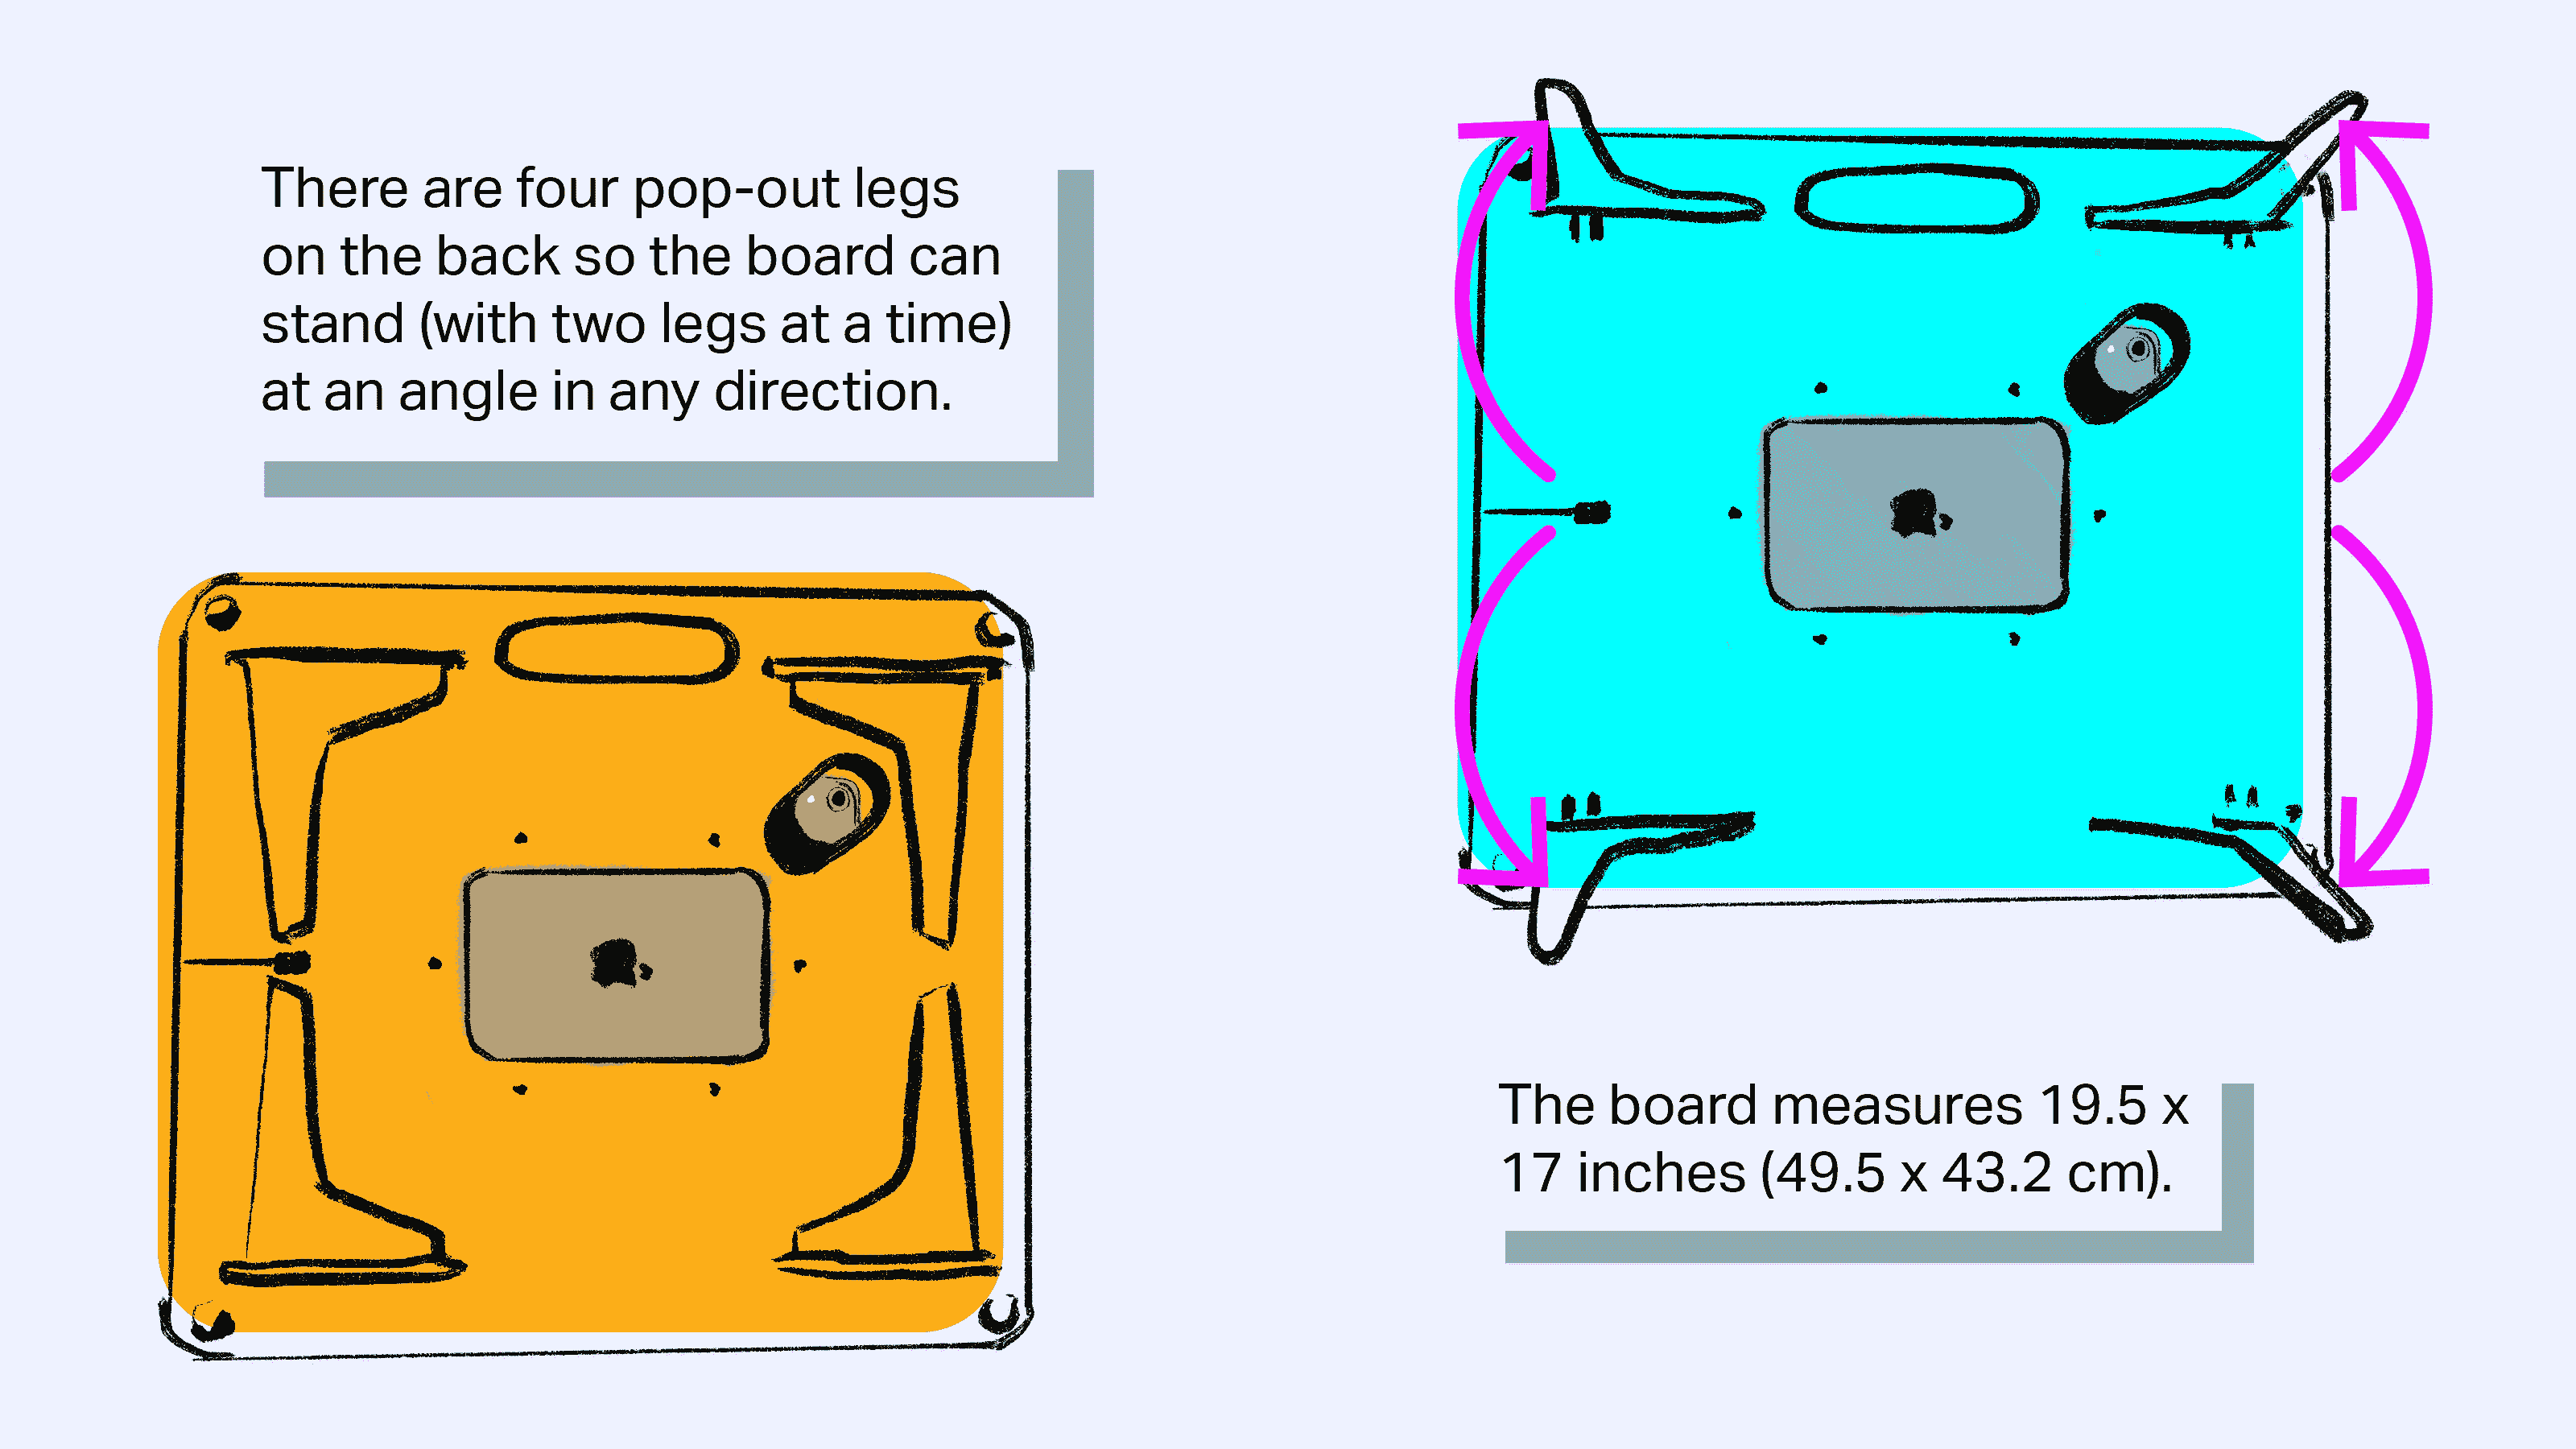 There are four pop-out legs
on the back so the board can
stand (with two legs at a time)
at an angle in any direction.
The board measures 19.5 x
17 inches (49.5 x 43.2 cm).